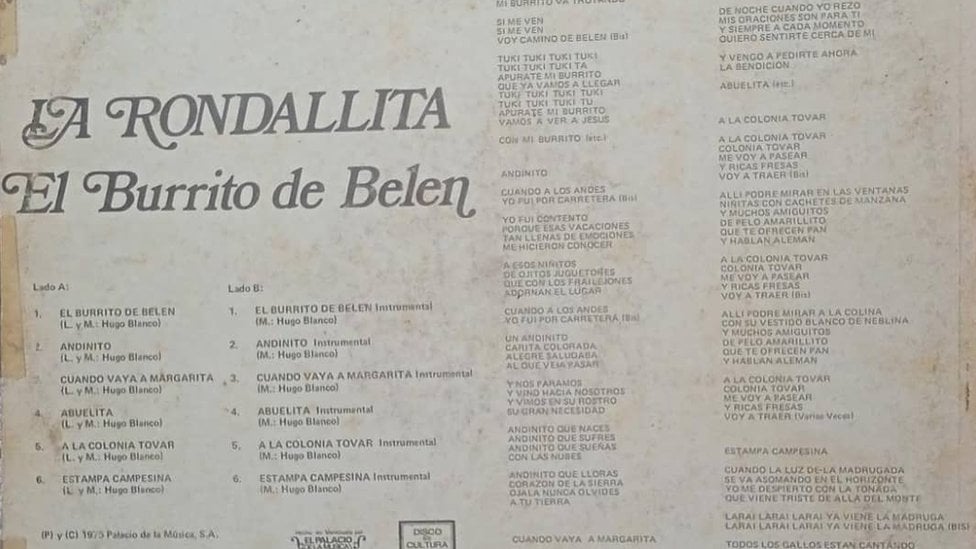 LA RONDALLITA
El Burrito de Belen
Lado A:
1. EL BURRITO DE BELEN
(L. y M.: Hugo Blanco)
2. ANDINITO
(L. y M.: Hugo Blanco)
3. CUANDO VAYA A MARGARITA
(L. y M.: Hugo Blanco)
4. ABUELITA
(L. y M.: Hugo Blanco)
5. A LA COLONIA TOVAR
(L. y M.: Hugo Blanco)
6. ESTAMPA CAMPESINA
(L. y M.: Hugo Blanco)
Lado B:
1. EL BURRITO DE BELEN Instrumental
(M.: Hugo Blanco)
2. ANDINITO Instrumental
(M.: Hugo Blanco)
3. CUANDO VAYA A MARGARITA Instrumental
(M.: Hugo Blanco)
4. ABUELITA Instrumental
(M.: Hugo Blanco)
5. A LA COLONIA TOVAR Instrumental
(M.: Hugo Blanco)
6. ESTAMPA CAMPESINA Instrumental
(M.: Hugo Blanco)
(P) y (C) 1975 Palacio de la Música, S.A.
EL PALACIO
DE LA MUSICA
DISCO
ES
CULTURA
MI BURRITO VA TROTANDO
SI ME VEN
SI ME VEN
VOY CAMINO DE BELEN (Bis)
TUKI TUKI TUKI TUKI
TUKI TUKI TUKI TA
APURATE MI BURRITO
QUE YA VAMOS A LLEGAR
TUKI TUKI TUKI TUKI
TUKI TUKI TUKI TU
APURATE MI BURRITO
VAMOS A VER A JESUS
CON MI BURRITO (etc.)
ANDINITO
CUANDO A LOS ANDES
YO FUI POR CARRETERA (Bis)
YO FUI CONTENTO
PORQUE ESAS VACACIONES
TAN LLENAS DE EMOCIONES
ME HICIERON CONOCER
A ESOS NIÑITOS
DE OJITOS JUGUETONES
QUE CON LOS FRAILEJONES
ADORNAN EL LUGAR
CUANDO A LOS ANDES
YO FUI POR CARRETERA (Bis)
UN ANDINITO
CARITA COLORADA
ALEGRE SALUDABA
AL QUE VEIA PASAR
Y NOS PARAMOS
Y VINO HACIA NOSOTROS
Y VIMOS EN SU ROSTRO
SU GRAN NECESIDAD
ANDINITO QUE NACES
ANDINITO QUE SUFRES
ANDINITO QUE SUEÑAS
CON LAS NUBES
ANDINITO QUE LLORAS
CORAZON DE LA SIERRA
OJALA NUNCA OLVIDES
A TU TIERRA
CUANDO VAYA A MARGARITA
DE NOCHE CUANDO YO REZO
MIS ORACIONES SON PARA TI
Y SIEMPRE A CADA MOMENTO
QUIERO SENTIRTE CERCA DE MI
Y VENGO A PEDIRTE AHORA
LA BENDICION
ABUELITA (etc.)
A LA COLONIA TOVAR
A LA COLONIA TOVAR
COLONIA TOVAR
ME VOY A PASEAR
Y RICAS FRESAS
VOY A TRAER (Bis)
ALLI PODRE MIRAR EN LAS VENTANAS
NIÑITAS CON CACHETES DE MANZANA
Y MUCHOS AMIGUITOS
DE PELO AMARILLITO
QUE TE OFRECEN PAN
Y HABLAN ALEMAN
A LA COLONIA TOVAR
COLONIA TOVAR
ME VOY A PASEAR
Y RICAS FRESAS
VOY A TRAER (Bis)
ALLI PODRE MIRAR A LA COLINA
CON SU VESTIDO BLANCO DE NEBLINA
Y MUCHOS AMIGUITOS
DE PELO AMARILLITO
QUE TE OFRECEN PAN
Y HABLAN ALEMAN
A LA COLONIA TOVAR
COLONIA TOVAR
ME VOY A PASEAR
Y RICAS FRESAS
VOY A TRAER (Varias Veces)
ESTAMPA CAMPESINA
CUANDO LA LUZ DE LA MADRUGADA
SE VA ASOMANDO EN EL HORIZONTE
YO ME DESPIERTO CON LA TONADA
QUE VIENE TRISTE DE ALLA DEL MONTE
LARAI LARAI LARAI YA VIENE LA MADRUGA
LARAI LARAI LARAI YA VIENE LA MADRUGA (BIS)
TODOS LOS GALLOS ESTAN CANTANDO